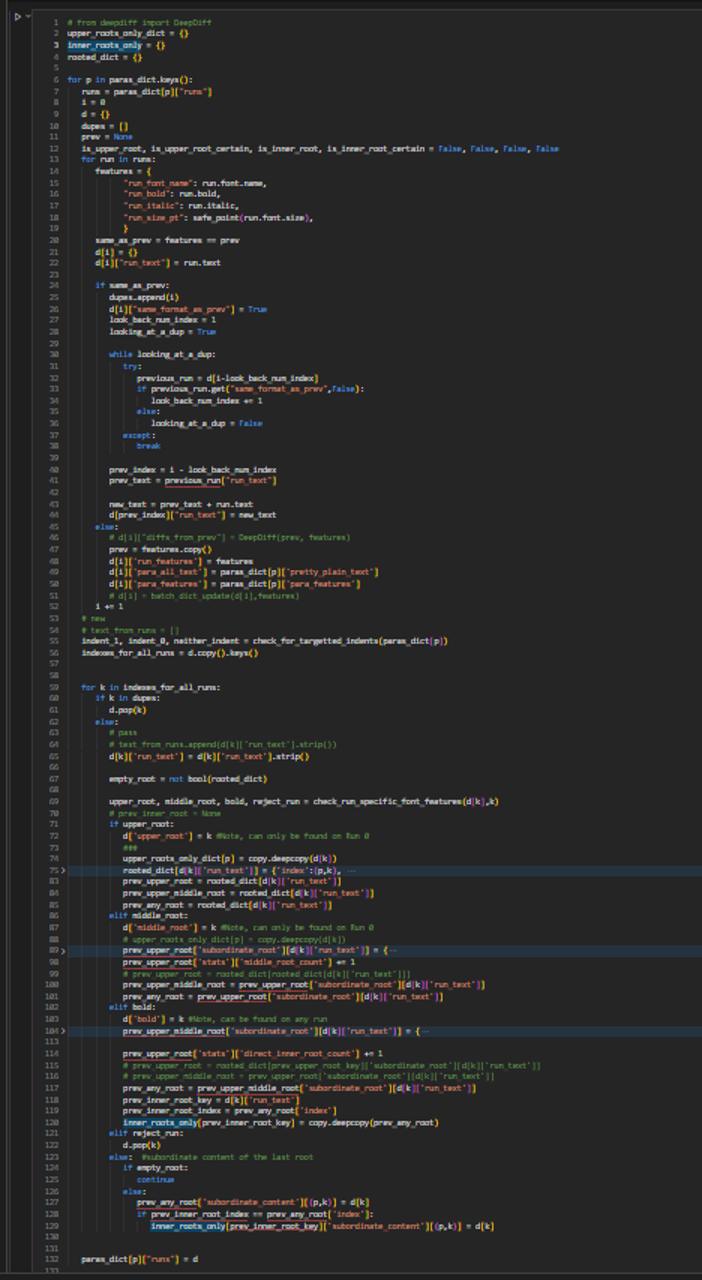 1 # from deepdiff import DeepDiff
2 upper_roots_only_dict = {}
3 inner_roots_only = {}
4 rooted_dict = {}
5
6 for p in paras_dict.keys():
7 runs = paras_dict[p]["runs"]
8 i = 0
9 d = {}
10 dupes = []
11 prev = None
12 is_upper_root, is_upper_root_certain, is_inner_root, is_inner_root_certain = False, False, False, False
13 for run in runs:
14 features = {
15 "run_font_name": run.font.name,
16 "run_bold": run.bold,
17 "run_italic": run.italic,
18 "run_size_pt": safe_point(run.font.size),
19 }
20 same_as_prev = features == prev
21 d[i] = {}
22 d[i]["run_text"] = run.text
23
24 if same_as_prev:
25 dupes.append(i)
26 d[i]["same_format_as_prev"] = True
27 look_back_num_index = 1
28 looking_at_a_dup = True
29
30 while looking_at_a_dup:
31 try:
32 previous_run = d[i-look_back_num_index]
33 if previous_run.get("same_format_as_prev",False):
34 look_back_num_index += 1
35 else:
36 looking_at_a_dup = False
37 except:
38 break
39
40 prev_index = i - look_back_num_index
41 prev_text = previous_run["run_text"]
42
43 new_text = prev_text + run.text
44 d[prev_index]["run_text"] = new_text
45 else:
46 # d[i]["diffs_from_prev"] = DeepDiff(prev, features)
47 prev = features.copy()
48 d[i]['run_features'] = features
49 d[i]['para_all_text'] = paras_dict[p]['pretty_plain_text']
50 d[i]['para_features'] = paras_dict[p]['para_features']
51 # d[i] = batch_dict_update(d[i],features)
52 i += 1
53 # new
54 # text_from_runs = []
55 indent_1, indent_0, neither_indent = check_for_targetted_indents(paras_dict[p])
56 indexes_for_all_runs = d.copy().keys()
57
58
59 for k in indexes_for_all_runs:
60 if k in dupes:
61 d.pop(k)
62 else:
63 # pass
64 # text_from_runs.append(d[k]['run_text'].strip())
65 d[k]['run_text'] = d[k]['run_text'].strip()
66
67 empty_root = not bool(rooted_dict)
68
69 upper_root, middle_root, bold, reject_run = check_run_specific_font_features(d[k],k)
70 # prev_inner_root = None
71 if upper_root:
72 d['upper_root'] = k #Note, can only be found on Run 0
73 ###
74 upper_roots_only_dict[p] = copy.deepcopy(d[k])
75 rooted_dict[d[k]['run_text']] = {'index':(p,k), ...
83 prev_upper_root = rooted_dict[d[k]['run_text']]
84 prev_upper_middle_root = rooted_dict[d[k]['run_text']]
85 prev_any_root = rooted_dict[d[k]['run_text']]
86 elif middle_root:
87 d['middle_root'] = k #Note, can only be found on Run 0
88 # upper_roots_only_dict[p] = copy.deepcopy(d[k])
89 prev_upper_root['subordinate_root'][d[k]['run_text']] = {...
98 prev_upper_root['stats']['middle_root_count'] += 1
99 # prev_upper_root = rooted_dict[rooted_dict[d[k]['run_text']]]
100 prev_upper_middle_root = prev_upper_root['subordinate_root'][d[k]['run_text']]
101 prev_any_root = prev_upper_root['subordinate_root'][d[k]['run_text']]
102 elif bold:
103 d['bold'] = k #Note, can be found on any run
104 prev_upper_middle_root['subordinate_root'][d[k]['run_text']] = {...
113
114 prev_upper_root['stats']['direct_inner_root_count'] += 1
115 # prev_upper_root = rooted_dict[prev_upper_root_key]['subordinate_root'][d[k]['run_text']]
116 # prev_upper_middle_root = prev_upper_root['subordinate_root'][d[k]['run_text']]
117 prev_any_root = prev_upper_middle_root['subordinate_root'][d[k]['run_text']]
118 prev_inner_root_key = d[k]['run_text']
119 prev_inner_root_index = prev_any_root['index']
120 inner_roots_only[prev_inner_root_key] = copy.deepcopy(prev_any_root)
121 elif reject_run:
122 d.pop(k)
123 else: #subordinate content of the last root
124 if empty_root:
125 continue
126 else:
127 prev_any_root['subordinate_content'][(p,k)] = d[k]
128 if prev_inner_root_index == prev_any_root['index']:
129 inner_roots_only[prev_inner_root_key]['subordinate_content'][(p,k)] = d[k]
130
131
132 paras_dict[p]["runs"] = d
133